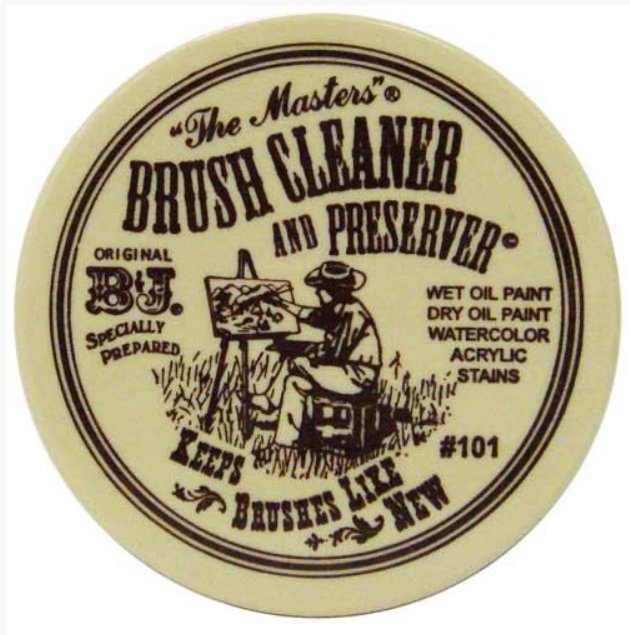 "The Masters"®
BRUSH CLEANER
AND PRESERVER©
ORIGINAL
B&J®
SPECIALLY
PREPARED
WET OIL PAINT
DRY OIL PAINT
WATERCOLOR
ACRYLIC
STAINS
#101
KEEPS
BRUSHES LIKE
NEW